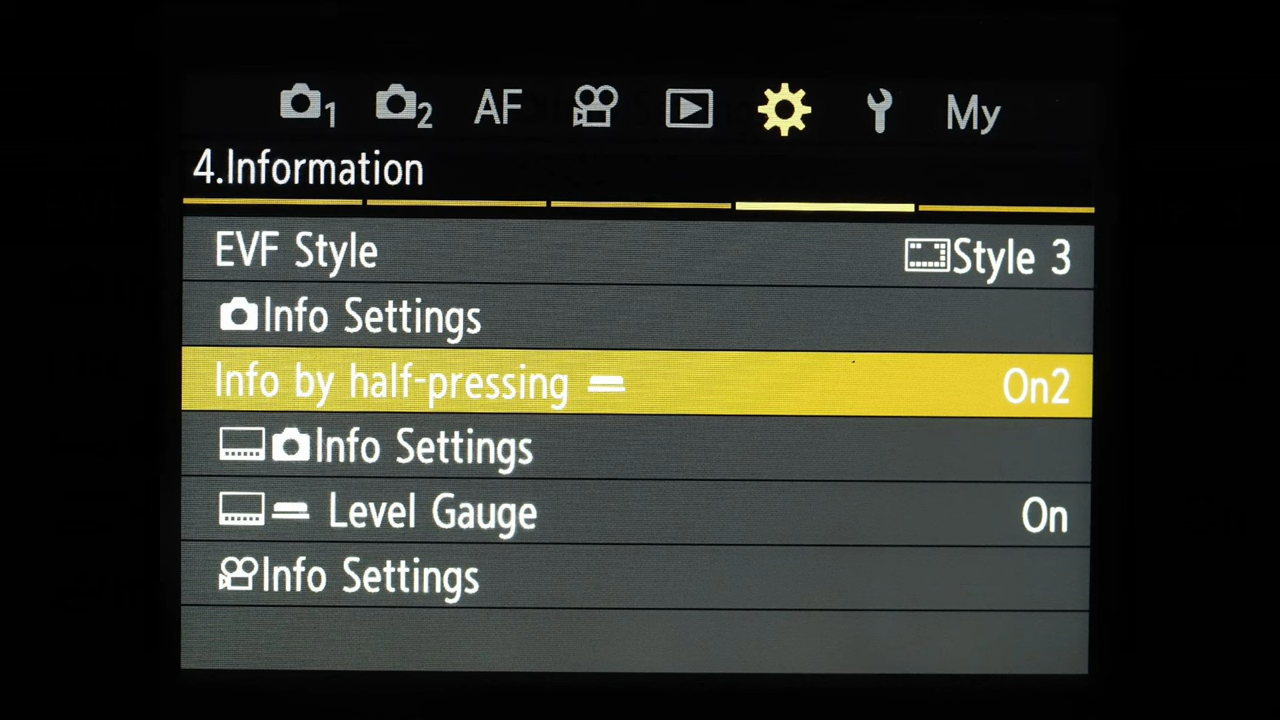 1 2 AF My
4.Information
EVF Style Style 3
Info Settings
Info by half-pressing On2
Info Settings
Level Gauge On
Info Settings